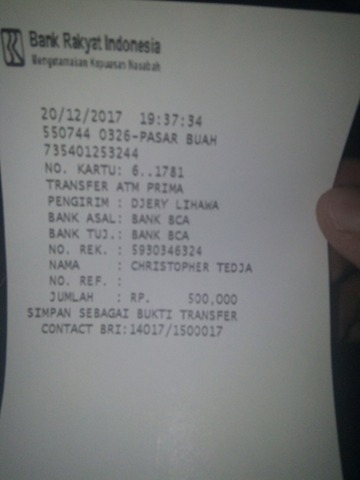 Bank Rakyat Indonesia
Mengutamakan Kepuasan Nasabah
20/12/2017 19:37:34
550744 0326-PASAR BUAH
735401253244
NO. KARTU: 6..1781
TRANSFER ATM PRIMA
PENGIRIM : DJERY LIHAWA
BANK ASAL: BANK BCA
BANK TUJ.: BANK BCA
NO. REK. : 5930346324
NAMA : CHRISTOPHER TEDJA
NO. REF. :
JUMLAH : RP. 500,000
SIMPAN SEBAGAI BUKTI TRANSFER
CONTACT BRI:14017/1500017